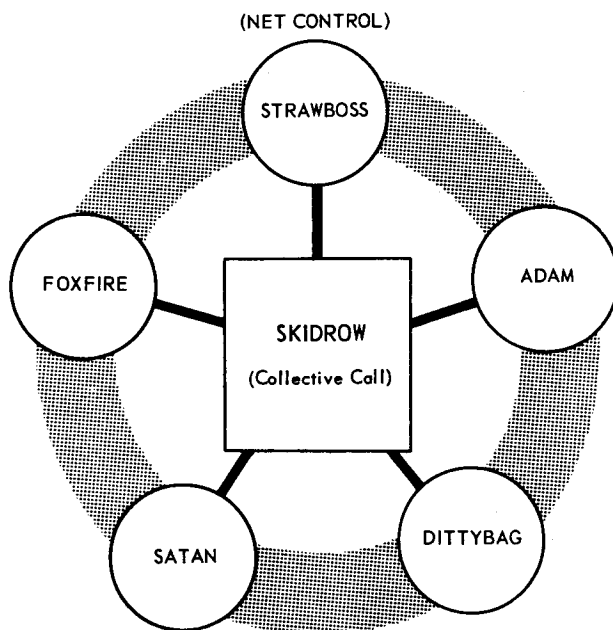 (NET CONTROL)
STRAWBOSS
FOXFIRE
ADAM
SKIDROW
(Collective Call)
SATAN
DITTYBAG